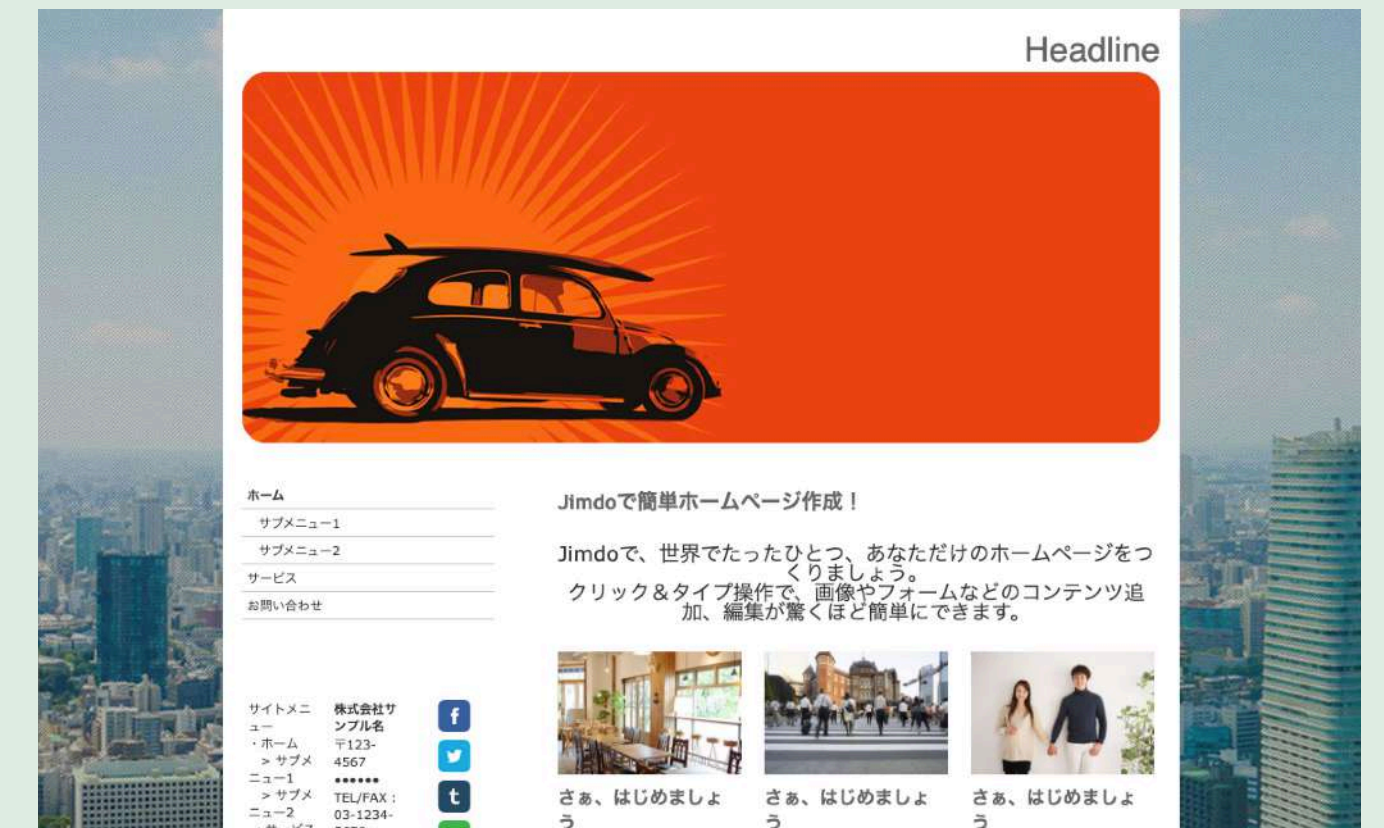 Headline
ホーム
サブメニュー1
サブメニュー2
サービス
お問い合わせ
Jimdoで簡単ホームページ作成！
Jimdoで、世界でたったひとつ、あなただけのホームページをつ
くりましょう。
クリック＆タイプ操作で、画像やフォームなどのコンテンツ追
加、編集が驚くほど簡単にできます。
サイトメニ
ュー
・ホーム
> サブメ
ニュー1
> サブメ
ニュー2
株式会社サ
ンプル名
〒123-
4567
●●●●●●
TEL/FAX：
03-1234-
f
t
さぁ、はじめましょ
う
さぁ、はじめましょ
う
さぁ、はじめましょ
う